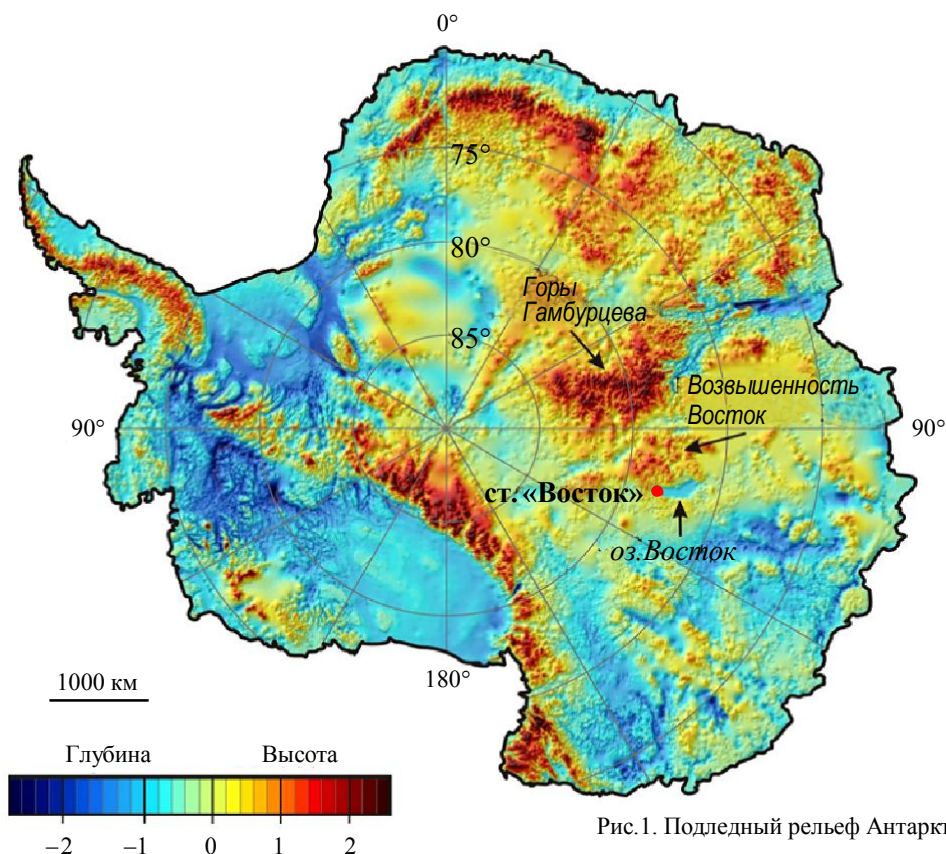 0°
75°
80°
Горы
Гамбурцева
85°
Возвышенность
Восток
90°
90°
ст. «Восток»
оз.Восток
180°
1000 км
Глубина Высота
–2 –1 0 1 2
Рис.1. Подледный рельеф Антаркт